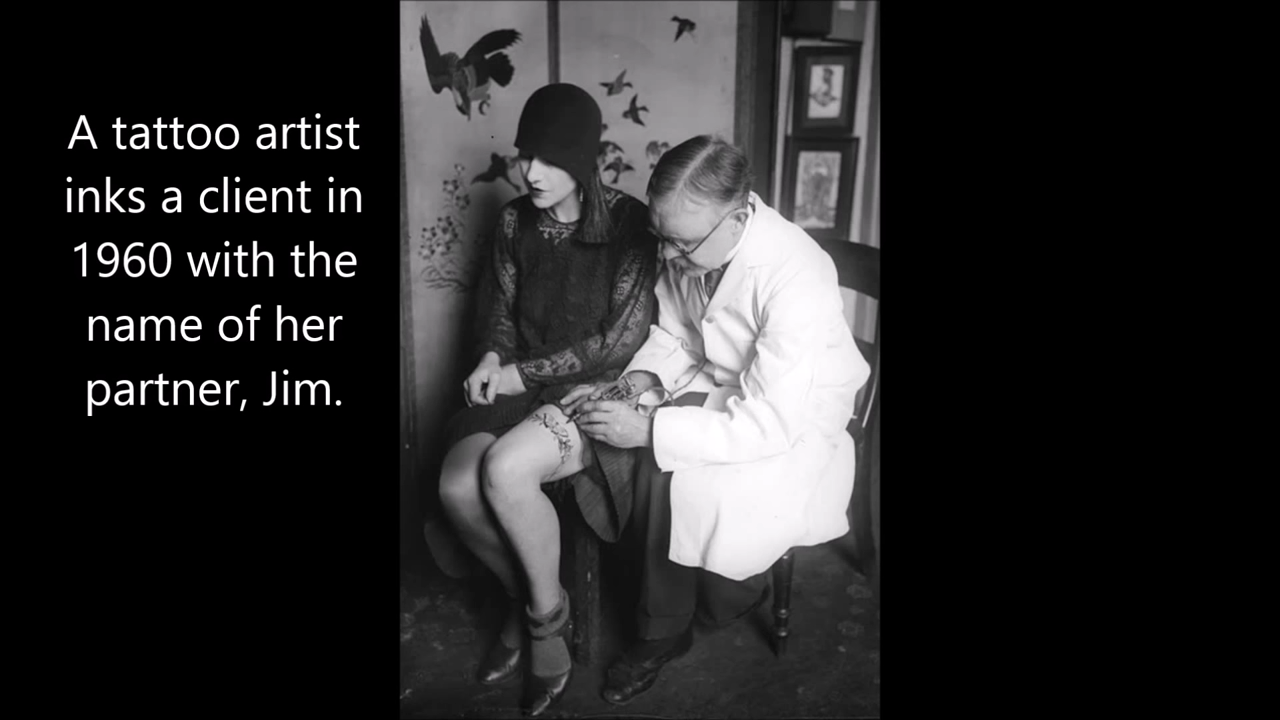 A tattoo artist
inks a client in
1960 with the
name of her
partner, Jim.